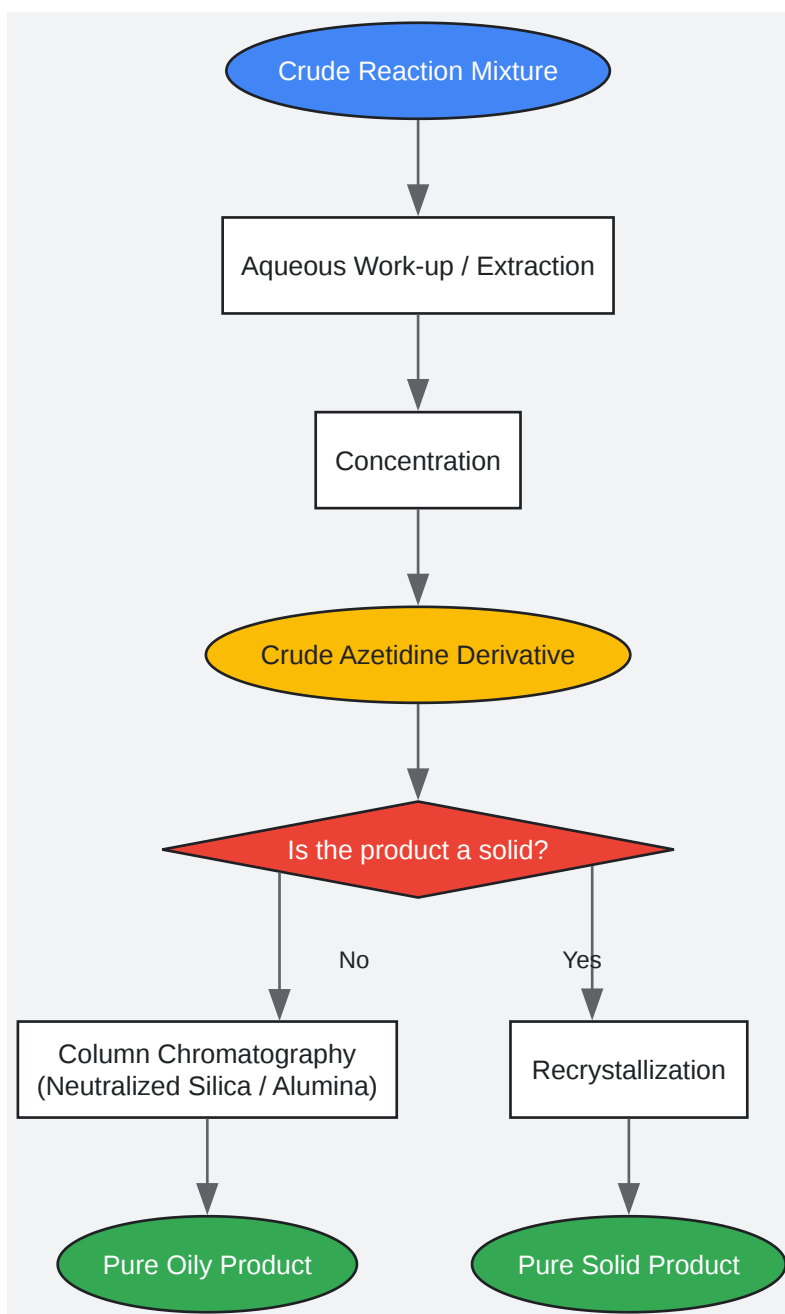 Crude Reaction Mixture
Aqueous Work-up / Extraction
Concentration
Crude Azetidine Derivative
Is the product a solid?
No
Yes
Column Chromatography
(Neutralized Silica / Alumina)
Recrystallization
Pure Oily Product
Pure Solid Product